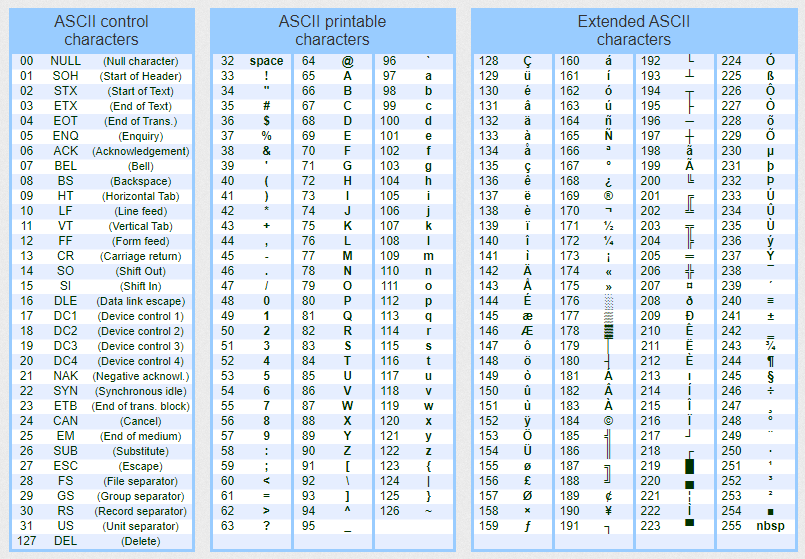 ASCII control
characters
00 NULL (Null character)
01 SOH (Start of Header)
02 STX (Start of Text)
03 ETX (End of Text)
04 EOT (End of Trans.)
05 ENQ (Enquiry)
06 ACK (Acknowledgement)
07 BEL (Bell)
08 BS (Backspace)
09 HT (Horizontal Tab)
10 LF (Line feed)
11 VT (Vertical Tab)
12 FF (Form feed)
13 CR (Carriage return)
14 SO (Shift Out)
15 SI (Shift In)
16 DLE (Data link escape)
17 DC1 (Device control 1)
18 DC2 (Device control 2)
19 DC3 (Device control 3)
20 DC4 (Device control 4)
21 NAK (Negative acknowl.)
22 SYN (Synchronous idle)
23 ETB (End of trans. block)
24 CAN (Cancel)
25 EM (End of medium)
26 SUB (Substitute)
27 ESC (Escape)
28 FS (File separator)
29 GS (Group separator)
30 RS (Record separator)
31 US (Unit separator)
127 DEL (Delete)
ASCII printable
characters
32 space 64 @ 96 `
33 ! 65 A 97 a
34 " 66 B 98 b
35 # 67 C 99 c
36 $ 68 D 100 d
37 % 69 E 101 e
38 & 70 F 102 f
39 ' 71 G 103 g
40 ( 72 H 104 h
41 ) 73 I 105 i
42 * 74 J 106 j
43 + 75 K 107 k
44 , 76 L 108 l
45 - 77 M 109 m
46 . 78 N 110 n
47 / 79 O 111 o
48 0 80 P 112 p
49 1 81 Q 113 q
50 2 82 R 114 r
51 3 83 S 115 s
52 4 84 T 116 t
53 5 85 U 117 u
54 6 86 V 118 v
55 7 87 W 119 w
56 8 88 X 120 x
57 9 89 Y 121 y
58 : 90 Z 122 z
59 ; 91 [ 123 {
60 < 92 \ 124 |
61 = 93 ] 125 }
62 > 94 ^ 126 ~
63 ? 95 _
Extended ASCII
characters
128 Ç 160 á 192 └ 224 Ó
129 ü 161 í 193 ┴ 225 ß
130 é 162 ó 194 ┬ 226 Ô
131 â 163 ú 195 ├ 227 Ò
132 ä 164 ñ 196 ─ 228 õ
133 à 165 Ñ 197 ┼ 229 Õ
134 å 166 ª 198 ã 230 µ
135 ç 167 º 199 Ã 231 þ
136 ê 168 ¿ 200 ╚ 232 Þ
137 ë 169 ® 201 ╔ 233 Ú
138 è 170 ¬ 202 ╩ 234 Û
139 ï 171 ½ 203 ╦ 235 Ù
140 î 172 ¼ 204 ╠ 236 ý
141 ì 173 ¡ 205 ═ 237 Ý
142 Ä 174 « 206 ╬ 238 ¯
143 Å 175 » 207 ¤ 239 ´
144 É 176 ░ 208 ð 240 ≡
145 æ 177 ▒ 209 Ð 241 ±
146 Æ 178 ▓ 210 Ê 242 ‗
147 ô 179 │ 211 Ë 243 ¾
148 ö 180 ┤ 212 È 244 ¶
149 ò 181 Á 213 ı 245 §
150 û 182 Â 214 Í 246 ÷
151 ù 183 À 215 Î 247 ¸
152 ÿ 184 © 216 Ï 248 °
153 Ö 185 ╣ 217 ┘ 249 ¨
154 Ü 186 ║ 218 ┌ 250 ·
155 ø 187 ╗ 219 █ 251 ¹
156 £ 188 ╝ 220 ▄ 252 ³
157 Ø 189 ¢ 221 ¦ 253 ²
158 × 190 ¥ 222 Ì 254 ■
159 ƒ 191 ┐ 223 ▀ 255 nbsp